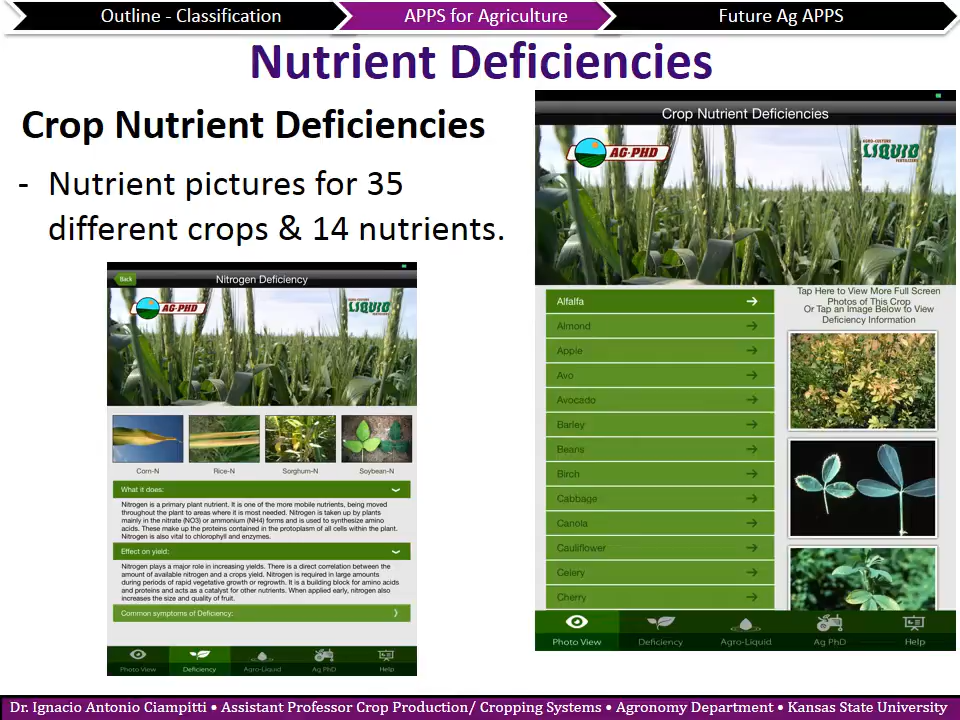 Outline - Classification
APPS for Agriculture
Future Ag APPS
Nutrient Deficiencies
Crop Nutrient Deficiencies
- Nutrient pictures for 35
different crops & 14 nutrients.
Back
Nitrogen Deficiency
AG-PHD
AGRO-CULTURE
LIQUID
FERTILIZERS
Corn-N
Rice-N
Sorghum-N
Soybean-N
What it does:
Nitrogen is a primary plant nutrient. It is one of the more mobile nutrients, being moved
throughout the plant to areas where it is most needed. Nitrogen is taken up by plants
mainly in the nitrate (NO3) or ammonium (NH4) forms and is used to synthesize amino
acids. These make up the proteins contained in the protoplasm of all cells within the plant.
Nitrogen is also vital to chlorophyll and enzymes.
Effect on yield:
Nitrogen plays a major role in increasing yields. There is a direct correlation between the
amount of available nitrogen and a crops yield. Nitrogen is required in large amounts
during periods of rapid vegetative growth or regrowth. It is a building block for amino acids
and proteins and acts as a catalyst for other nutrients. When applied early, nitrogen also
increases the size and quality of fruit.
Common symptoms of Deficiency:
Photo View
Deficiency
Agro-Liquid
Ag PhD
Help
Crop Nutrient Deficiencies
AG-PHD
AGRO-CULTURE
LIQUID
FERTILIZERS
Alfalfa
Almond
Apple
Avo
Avocado
Barley
Beans
Birch
Cabbage
Canola
Cauliflower
Celery
Cherry
Tap Here to View More Full Screen
Photos of This Crop
Or Tap an Image Below to View
Deficiency Information
Photo View
Deficiency
Agro-Liquid
Ag PhD
Help
Dr. Ignacio Antonio Ciampitti • Assistant Professor Crop Production/ Cropping Systems • Agronomy Department • Kansas State University